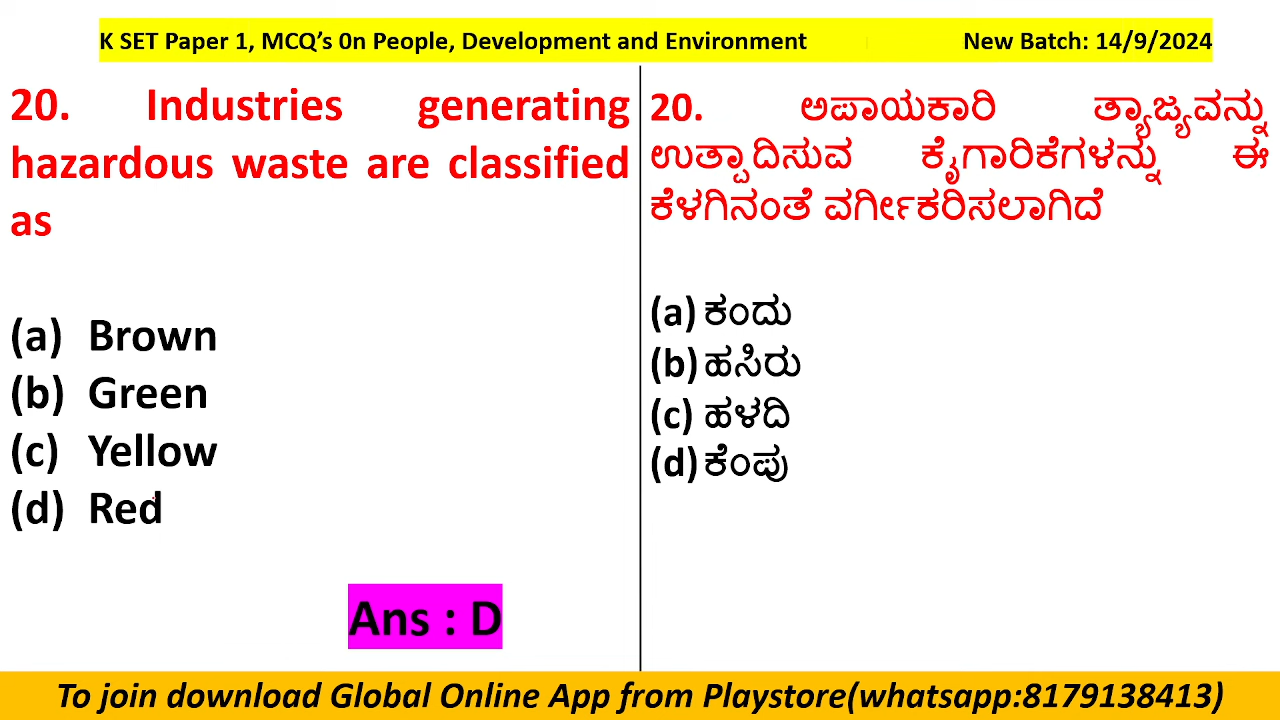 K SET Paper 1, MCQ’s 0n People, Development and Environment New Batch: 14/9/2024
20. Industries generating
hazardous waste are classified
as
(a) Brown
(b) Green
(c) Yellow
(d) Red
Ans : D
20. ಅಪಾಯಕಾರಿ ತ್ಯಾಜ್ಯವನ್ನು
ಉತ್ಪಾದಿಸುವ ಕೈಗಾರಿಕೆಗಳನ್ನು ಈ
ಕೆಳಗಿನಂತೆ ವರ್ಗೀಕರಿಸಲಾಗಿದೆ
(a) ಕಂದು
(b) ಹಸಿರು
(c) ಹಳದಿ
(d) ಕೆಂಪು
To join download Global Online App from Playstore(whatsapp:8179138413)